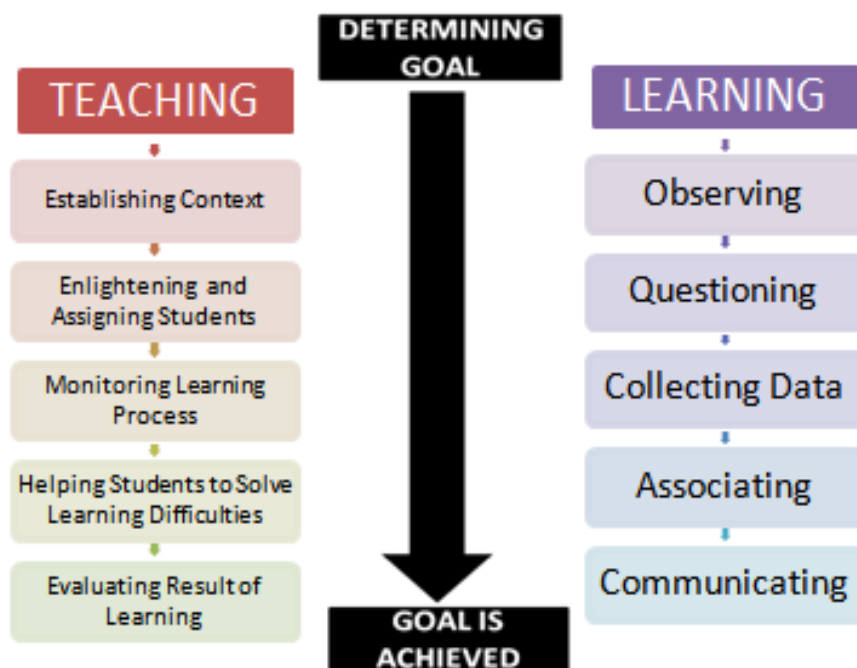 DETERMINING
GOAL
TEACHING
Establishing Context
Enlightening and
Assigning Students
Monitoring Learning
Process
Helping Students to Solve
Learning Difficulties
Evaluating Result of
Learning
LEARNING
Observing
Questioning
Collecting Data
Associating
Communicating
GOAL IS
ACHIEVED